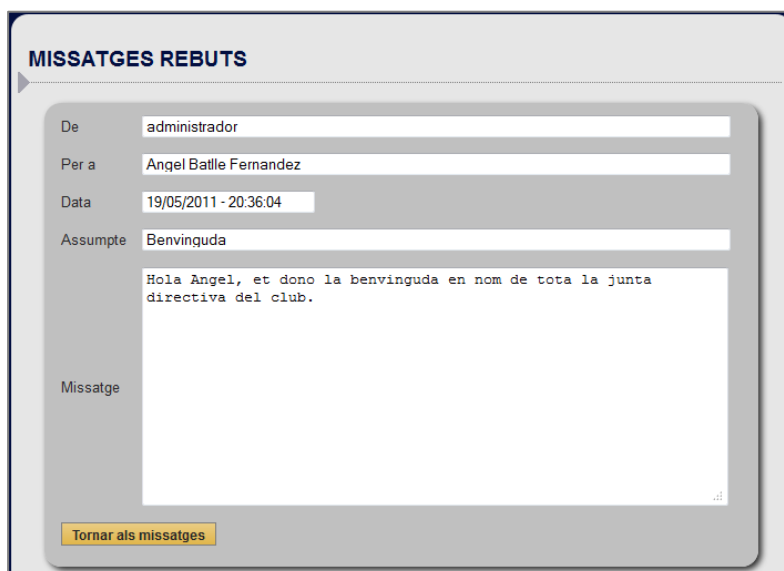 MISSATGES REBUTS
De administrador
Per a Angel Batlle Fernandez
Data 19/05/2011 - 20:36:04
Assumpte Benvinguda
Hola Angel, et dono la benvinguda en nom de tota la junta
directiva del club.
Missatge
Tornar als missatges